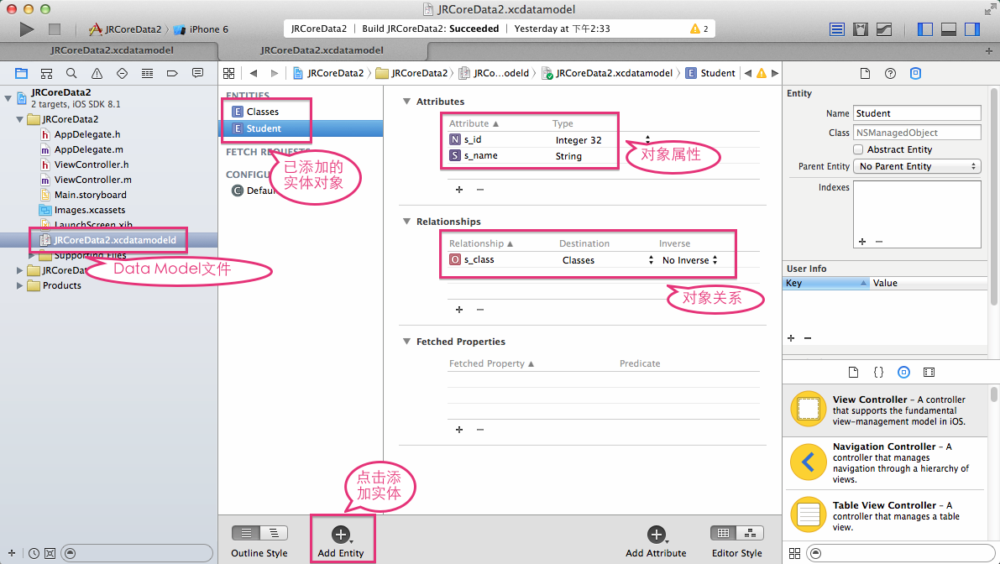 JRCoreData2.xcdatamodel
JRCoreData2 〉 iPhone 6
JRCoreData2 | Build JRCoreData2: Succeeded | Yesterday at 下午2:33
2
JRCoreData2.xcdatamodel
JRCoreData2.xcdatamodel
JRCoreData2 〉 JRCoreData2 〉 JRCo...odeld 〉 JRCoreData2.xcdatamodel 〉 E Student
JRCoreData2
2 targets, iOS SDK 8.1
JRCoreData2
h AppDelegate.h
m AppDelegate.m
h ViewController.h
m ViewController.m
Main.storyboard
Images.xcassets
LaunchScreen.xib
JRCoreData2.xcdatamodeld
Supporting Files
JRCoreDat
Products
Data Model文件
ENTITIES
E Classes
E Student
FETCH REQUESTS
CONFIGU
C Defau
已添加的
实体对象
Attributes
Attribute Type
N s_id Integer 32
S s_name String
对象属性
Relationships
Relationship Destination Inverse
O s_class Classes No Inverse
对象关系
Fetched Properties
Fetched Property Predicate
点击添
加实体
Outline Style
Add Entity
Add Attribute
Editor Style
Entity
Name Student
Class NSManagedObject
Abstract Entity
Parent Entity No Parent Entity
Indexes
User Info
Key Value
{ }
View Controller – A controller
that supports the fundamental
view-management model in iOS.
Navigation Controller – A
controller that manages
navigation through a hierarchy of
views.
Table View Controller – A
controller that manages a table
view.